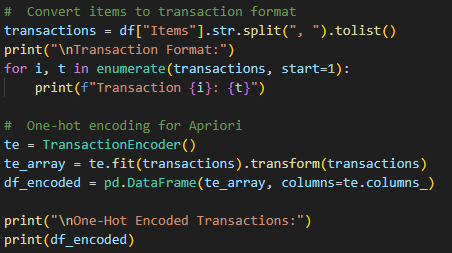 #  Convert items to transaction format
transactions = df["Items"].str.split(", ").tolist()
print("\nTransaction Format:")
for i, t in enumerate(transactions, start=1):
    print(f"Transaction {i}: {t}")
#  One-hot encoding for Apriori
te = TransactionEncoder()
te_array = te.fit(transactions).transform(transactions)
df_encoded = pd.DataFrame(te_array, columns=te.columns_)
print("\nOne-Hot Encoded Transactions:")
print(df_encoded)